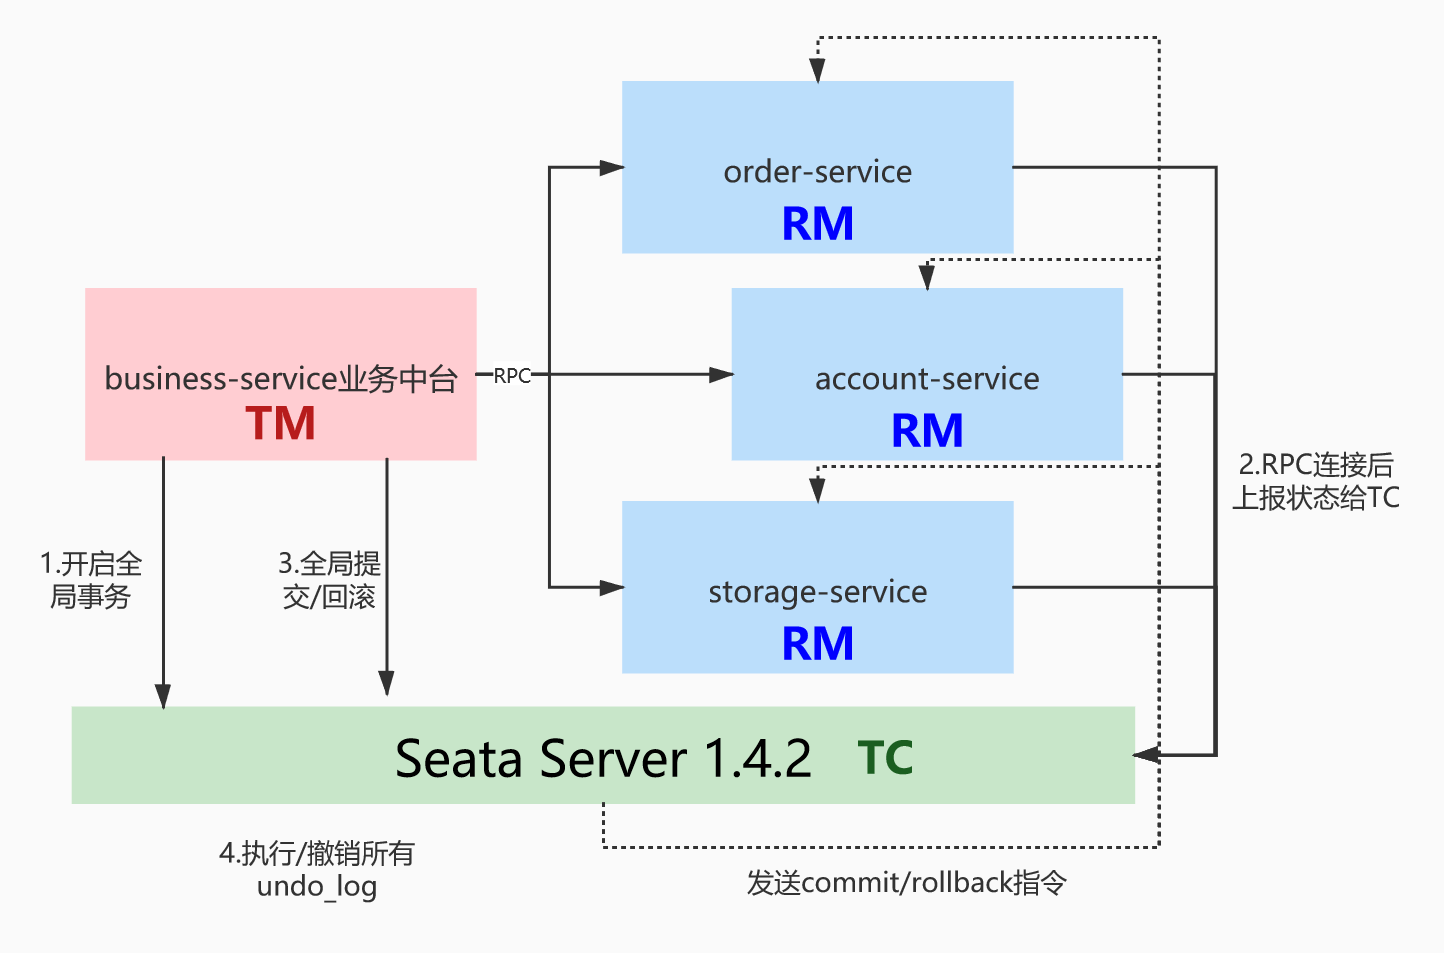 order-service
RM
business-service业务中台
TM
RPC
account-service
RM
2.RPC连接后
上报状态给TC
1.开启全
局事务
3.全局提
交/回滚
storage-service
RM
Seata Server 1.4.2 TC
4.执行/撤销所有
undo_log
发送commit/rollback指令